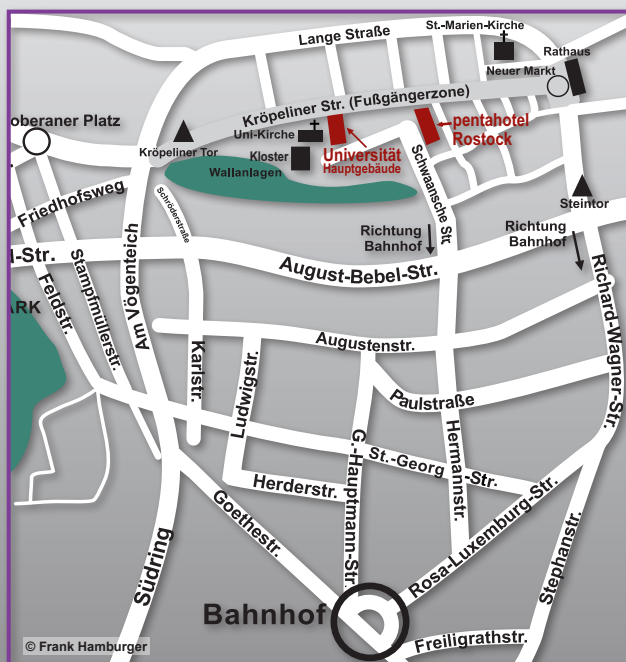 St.-Marien-Kirche
Lange Straße
Rathaus
Neuer Markt
Kröpeliner Str. (Fußgängerzone)
oberaner Platz
Uni-Kirche
pentahotel
Rostock
Kröpeliner Tor
Kloster
Universität
Hauptgebäude
Wallanlagen
Friedhofsweg
Schröderstraße
Schwaansche Str.
Steintor
Richtung
Bahnhof
Richtung
Bahnhof
d-Str.
August-Bebel-Str.
Am Vögenteich
Stampfmüllerstr.
Feldstr.
ARK
Richard-Wagner-Str.
Augustenstr.
Karlstr.
Ludwigstr.
Paulstraße
Hermannstr.
G.-Hauptmann-Str.
St.-Georg -Str.
Herderstr.
Goethestr.
Rosa-Luxemburg-Str.
Südring
Stephanstr.
Bahnhof
Freiligrathstr.
© Frank Hamburger